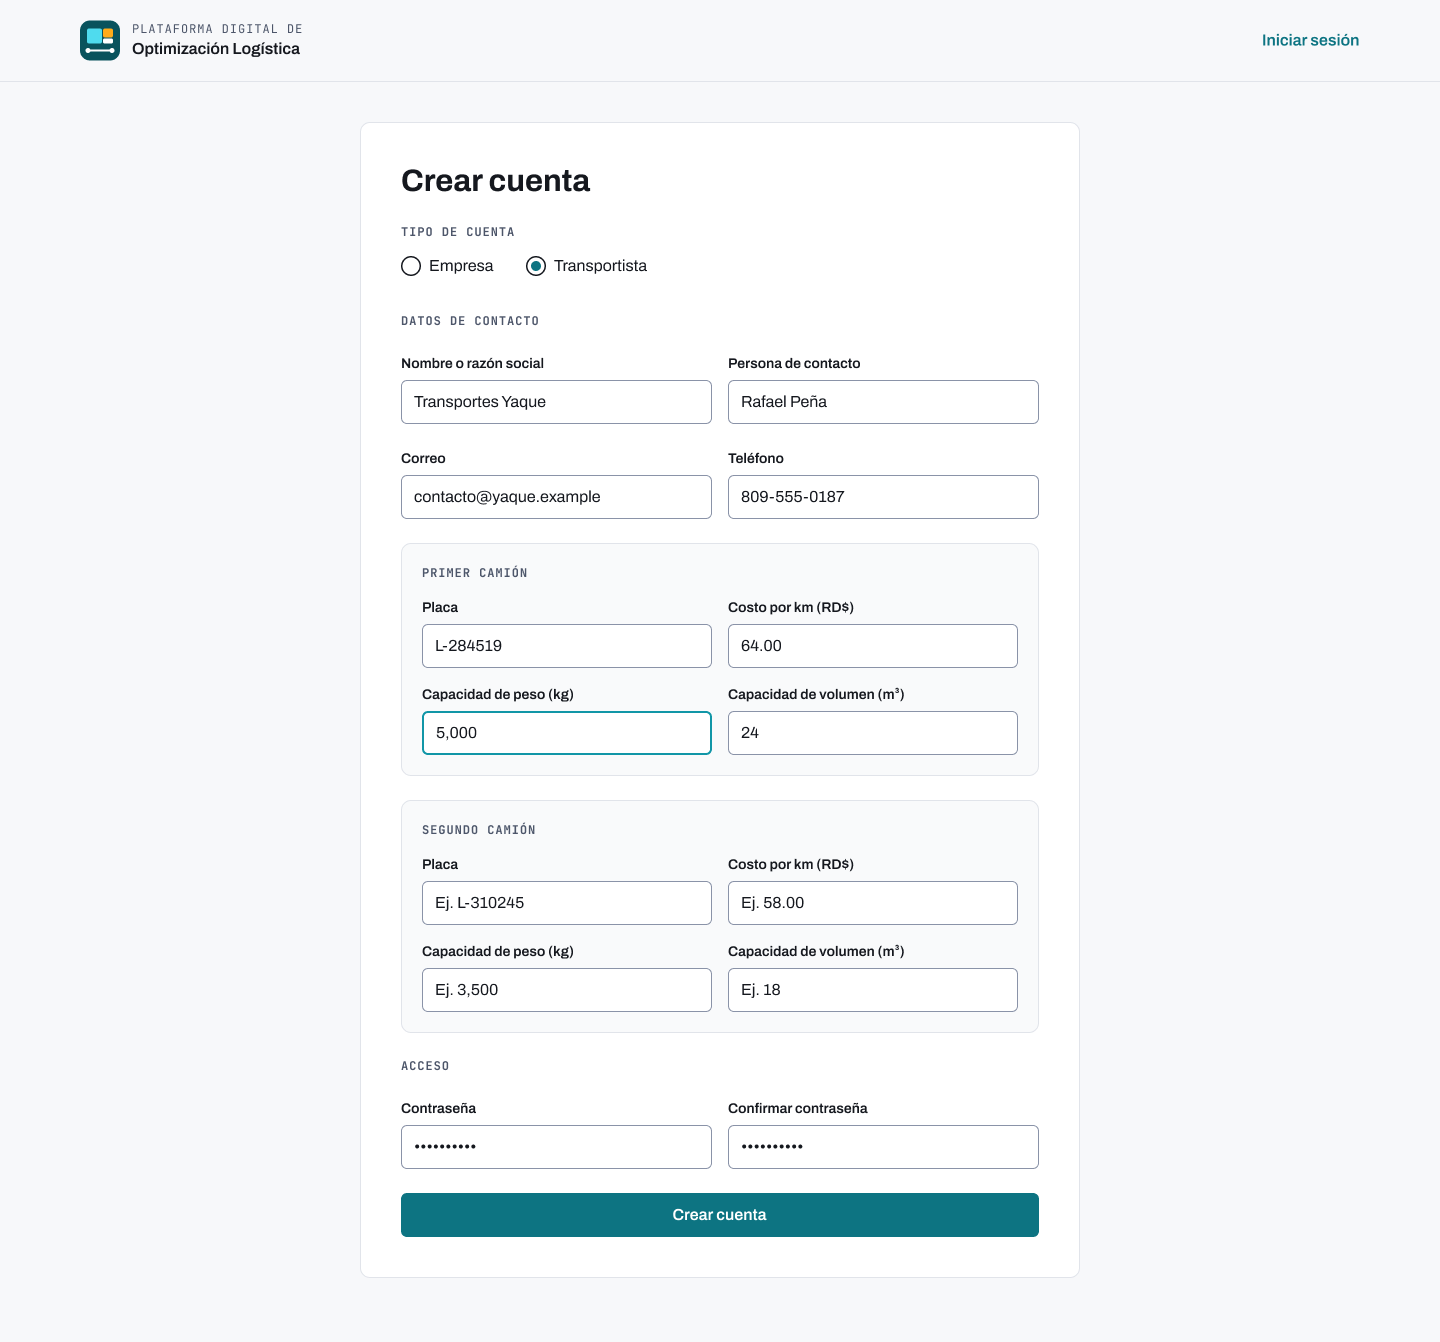 PLATAFORMA DIGITAL DE
Optimización Logística
Iniciar sesión
Crear cuenta
TIPO DE CUENTA
Empresa
Transportista
DATOS DE CONTACTO
Nombre o razón social
Persona de contacto
Transportes Yaque
Rafael Peña
Correo
Teléfono
contacto@yaque.example
809-555-0187
PRIMER CAMIÓN
Placa
Costo por km (RD$)
L-284519
64.00
Capacidad de peso (kg)
Capacidad de volumen (m³)
5,000
24
SEGUNDO CAMIÓN
Placa
Costo por km (RD$)
Ej. L-310245
Ej. 58.00
Capacidad de peso (kg)
Capacidad de volumen (m³)
Ej. 3,500
Ej. 18
ACCESO
Contraseña
Confirmar contraseña
••••••••••
••••••••••
Crear cuenta